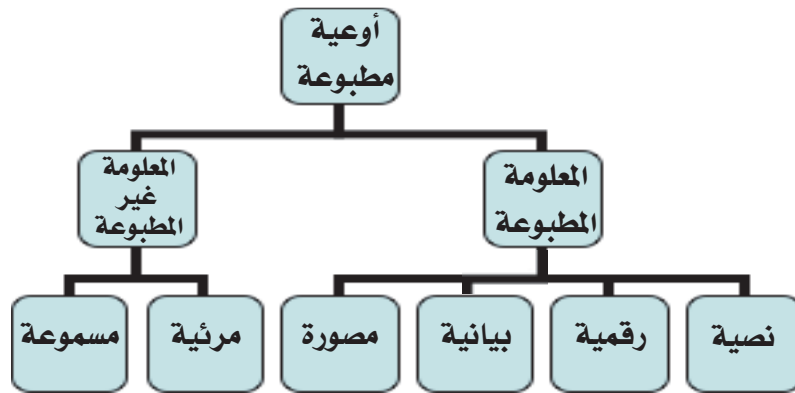 أوعية
مطبوعة
المعلومة
المطبوعة
المعلومة
غير
المطبوعة
نصية
رقمية
بيانية
مصورة
مرئية
مسموعة